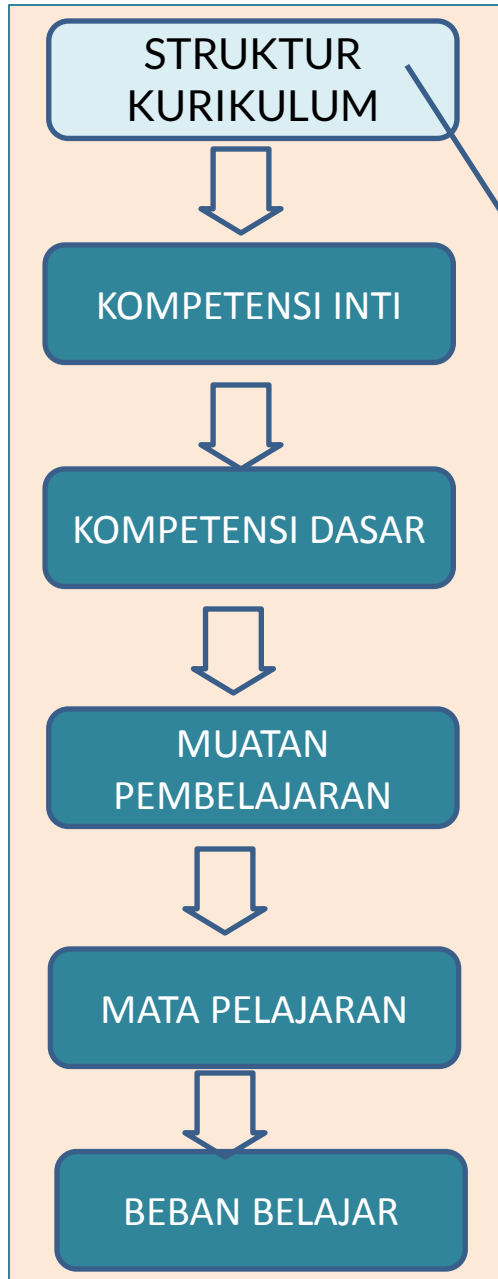 STRUKTUR
KURIKULUM
KOMPETENSI INTI
KOMPETENSI DASAR
MUATAN
PEMBELAJARAN
MATA PELAJARAN
BEBAN BELAJAR